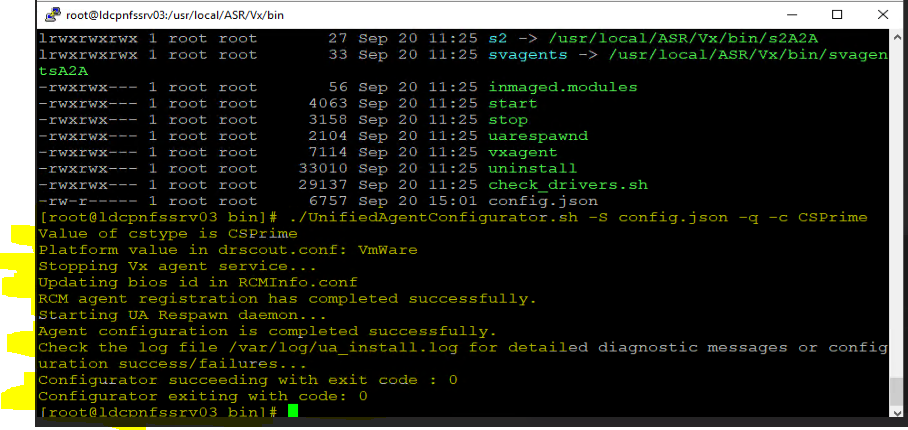 root@ldcpnfssrv03:/usr/local/ASR/Vx/bin
lrwxrwxrwx 1 root root 27 Sep 20 11:25 s2 -> /usr/local/ASR/Vx/bin/s2A2A
lrwxrwxrwx 1 root root 33 Sep 20 11:25 svagents -> /usr/local/ASR/Vx/bin/svagen
tsA2A
-rwxrwx--- 1 root root 56 Sep 20 11:25 inmaged.modules
-rwxrwx--- 1 root root 4063 Sep 20 11:25 start
-rwxrwx--- 1 root root 3158 Sep 20 11:25 stop
-rwxrwx--- 1 root root 2104 Sep 20 11:25 uarespawnd
-rwxrwx--- 1 root root 7114 Sep 20 11:25 vxagent
-rwxrwx--- 1 root root 33010 Sep 20 11:25 uninstall
-rwxrwx--- 1 root root 29137 Sep 20 11:25 check_drivers.sh
-rw-r----- 1 root root 6757 Sep 20 15:01 config.json
[root@ldcpnfssrv03 bin]# ./UnifiedAgentConfigurator.sh -S config.json -q -c CSPrime
Value of cstype is CSPrime
Platform value in drscout.conf: VmWare
Stopping Vx agent service...
Updating bios id in RCMInfo.conf
RCM agent registration has completed successfully.
Starting UA Respawn daemon...
Agent configuration is completed successfully.
Check the log file /var/log/ua_install.log for detailed diagnostic messages or config
uration success/failures...
Configurator succeeding with exit code : 0
Configurator exiting with code: 0
[root@ldcpnfssrv03 bin]#